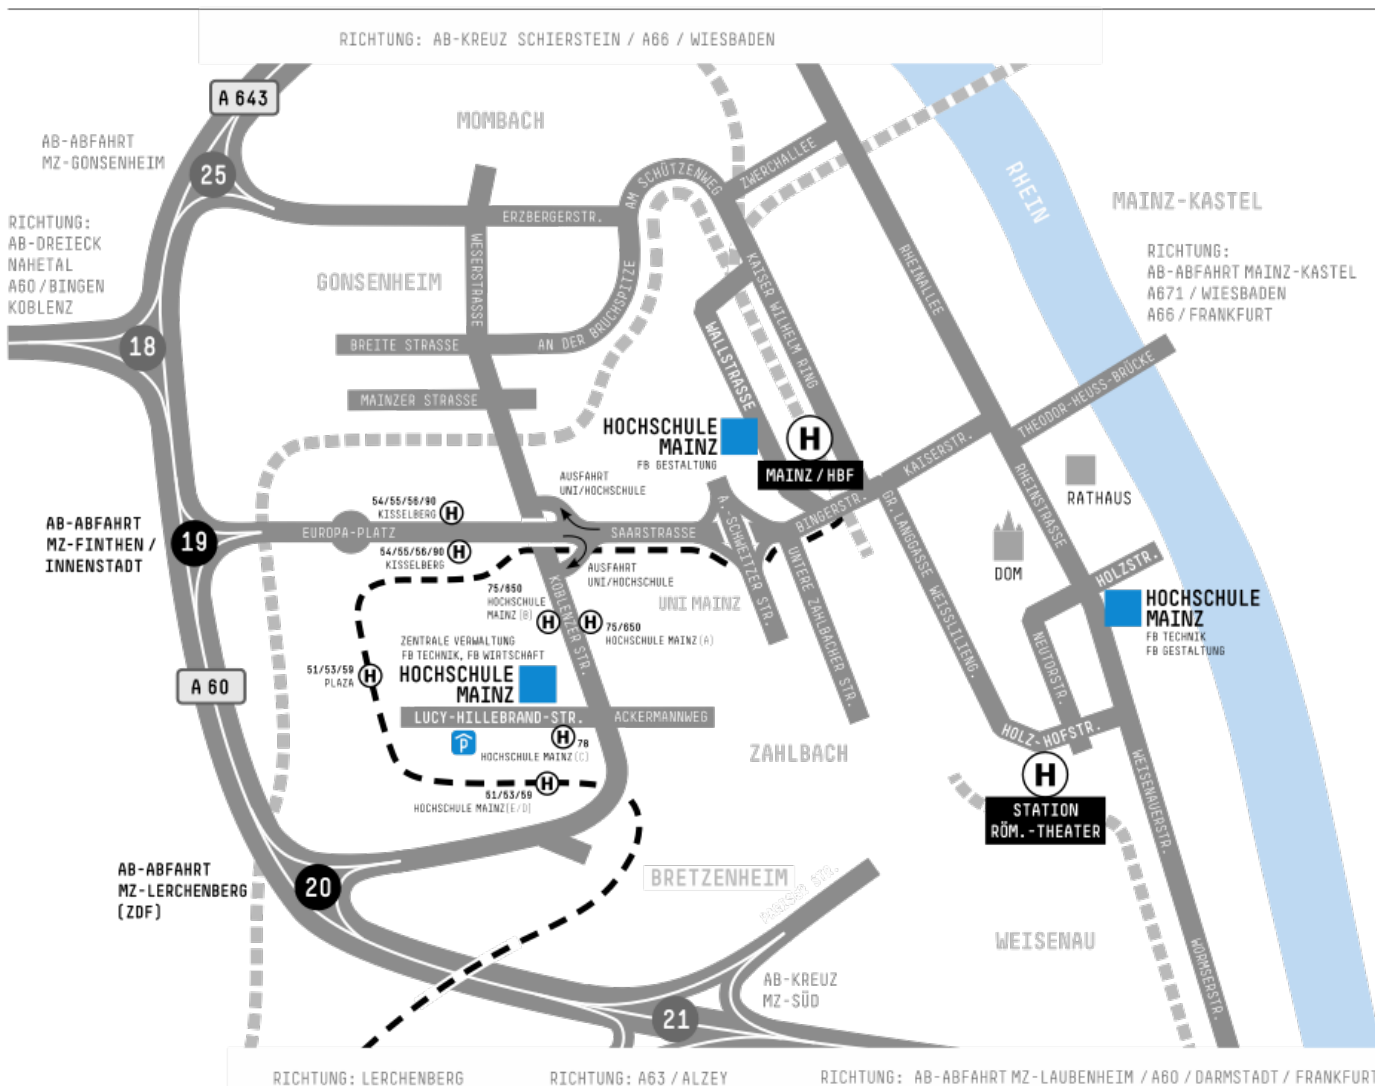 RICHTUNG: AB-KREUZ SCHIERSTEIN / A66 / WIESBADEN
A 643
MOMBACH
AB-ABFAHRT
MZ-GONSENHEIM
25
AM SCHÜTZENWEG
ZWERCHALLEE
RHEIN
MAINZ-KASTEL
RICHTUNG:
AB-DREIECK
NAHETAL
A60/BINGEN
KOBLENZ
ERZBERGERSTR.
WESERSTRASSE
GONSENHEIM
RHEINALLEE
RICHTUNG:
AB-ABFAHRT MAINZ-KASTEL
A671 / WIESBADEN
A66 / FRANKFURT
KAISER WILHELM RING
18
BREITE STRASSE
AN DER BRUCHSPITZE
WALLSTRASSE
THEODOR-HEUSS-BRÜCKE
MAINZER STRASSE
HOCHSCHULE
MAINZ
FB GESTALTUNG
H
MAINZ / HBF
KAISERSTR.
RHEINSTRASSE
RATHAUS
AUSFAHRT
UNI/HOCHSCHULE
54/55/56/90
KISSELBERG
H
AB-ABFAHRT
MZ-FINTHEN /
INNENSTADT
19
EUROPA-PLATZ
SAARSTRASSE
A.-SCHWEITZER STR.
BINGERSTR.
GR. LANGGASSE
WEISSLILIENG.
DOM
54/55/56/90
KISSELBERG
H
AUSFAHRT
UNI/HOCHSCHULE
KOBLENZER STR.
UNTERE ZAHLBACHER STR.
HOLZSTR.
75/650
HOCHSCHULE
MAINZ (B)
H
H
75/650
HOCHSCHULE MAINZ (A)
UNI MAINZ
HOCHSCHULE
MAINZ
FB TECHNIK
FB GESTALTUNG
NEUTORSTR.
ZENTRALE VERWALTUNG
FB TECHNIK, FB WIRTSCHAFT
HOCHSCHULE
MAINZ
51/53/59
PLAZA
H
A 60
LUCY-HILLEBRAND-STR.
ACKERMANNWEG
P
H
78
HOCHSCHULE MAINZ (C)
ZAHLBACH
HOLZ-HOFSTR.
H
STATION
RÖM.-THEATER
WEISENAUERSTR.
51/53/59
HOCHSCHULE MAINZ(E/D)
H
AB-ABFAHRT
MZ-LERCHENBERG
(ZDF)
20
BRETZENHEIM
WEISENAU
WORMSERSTR.
AB-KREUZ
MZ-SÜD
21
RICHTUNG: LERCHENBERG
RICHTUNG: A63 / ALZEY
RICHTUNG: AB-ABFAHRT MZ-LAUBENHEIM / A60 / DARMSTADT / FRANKFURT